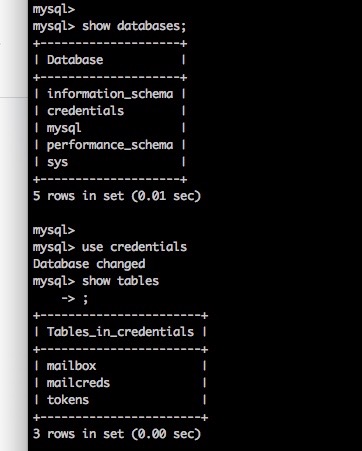 mysql>
mysql> show databases;
+--------------------+
| Database           |
+--------------------+
| information_schema |
| credentials        |
| mysql              |
| performance_schema |
| sys                |
+--------------------+
5 rows in set (0.01 sec)
mysql>
mysql> use credentials
Database changed
mysql> show tables
    -> ;
+-----------------------+
| Tables_in_credentials |
+-----------------------+
| mailbox               |
| mailcreds             |
| tokens                |
+-----------------------+
3 rows in set (0.00 sec)